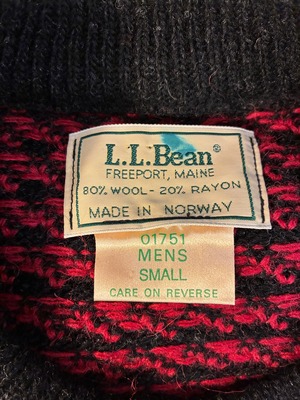 L.L.Bean®
FREEPORT, MAINE
80% WOOL - 20% RAYON
MADE IN NORWAY
01751
MENS
SMALL
CARE ON REVERSE